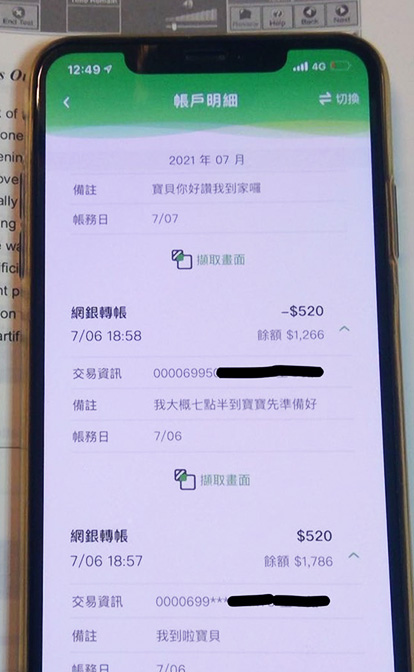 End Test
Help
Back
Next
12:49
4G
帳戶明細
切換
2021 年 07 月
備註 寶貝你好讚我到家囉
帳務日 7/07
擷取畫面
網銀轉帳 -$520
7/06 18:58 餘額 $1,266
交易資訊 00006995
備註 我大概七點半到寶寶先準備好
帳務日 7/06
擷取畫面
網銀轉帳 $520
7/06 18:57 餘額 $1,786
交易資訊 0000699***
備註 我到啦寶貝
帳務日 7/06